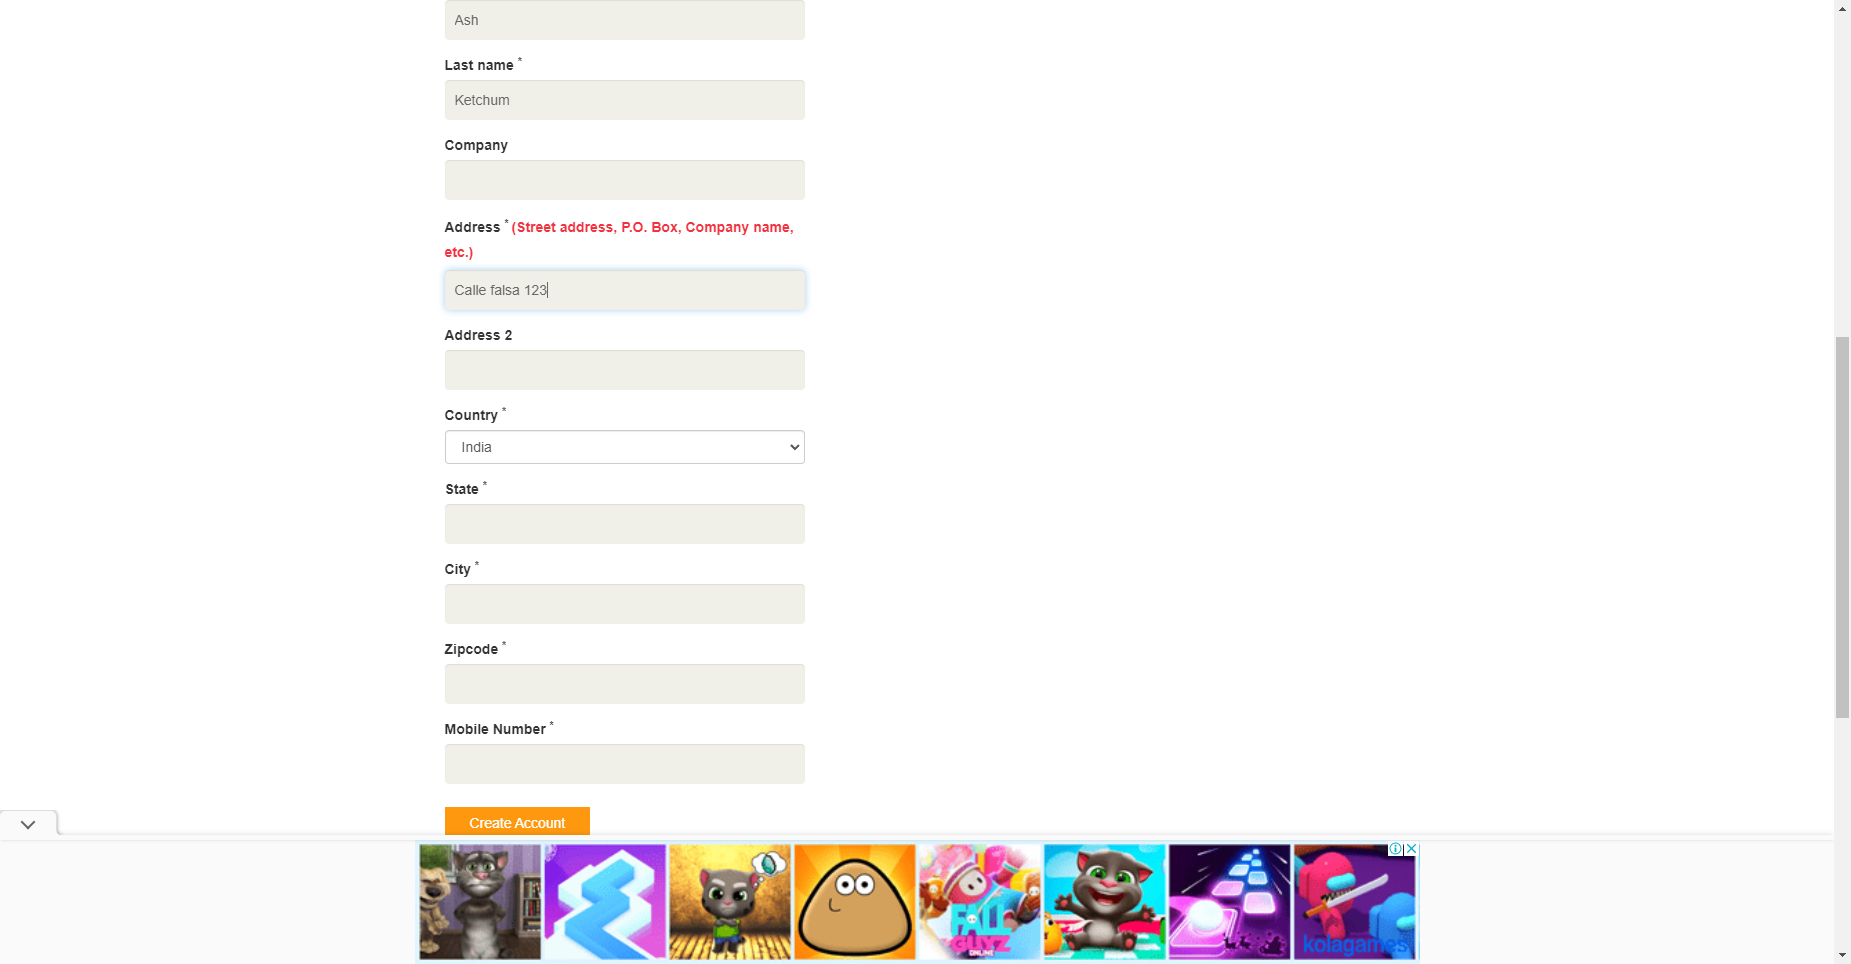 Ash
Last name *
Ketchum
Company
Address * (Street address, P.O. Box, Company name,
etc.)
Calle falsa 123
Address 2
Country *
India
State *
City *
Zipcode *
Mobile Number *
Create Account
FALL
GUYZ
ONLINE
kolagames